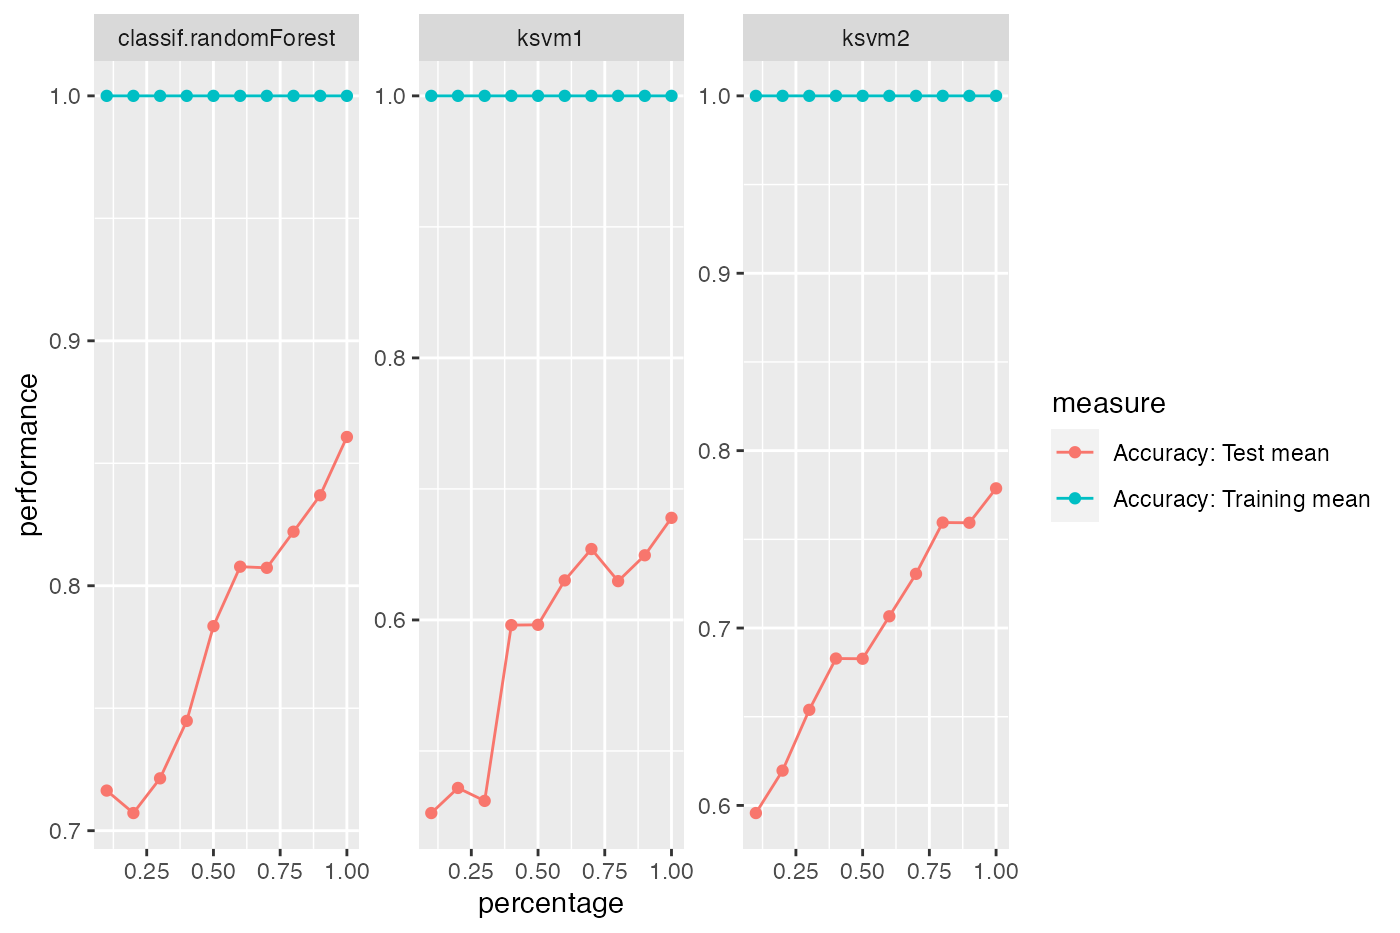 classif.randomForest
ksvm1
ksvm2
1.0
0.9
0.8
0.7
1.0
0.8
0.6
1.0
0.9
0.8
0.7
0.6
0.25 0.50 0.75 1.00
0.25 0.50 0.75 1.00
0.25 0.50 0.75 1.00
percentage
performance
measure
Accuracy: Test mean
Accuracy: Training mean